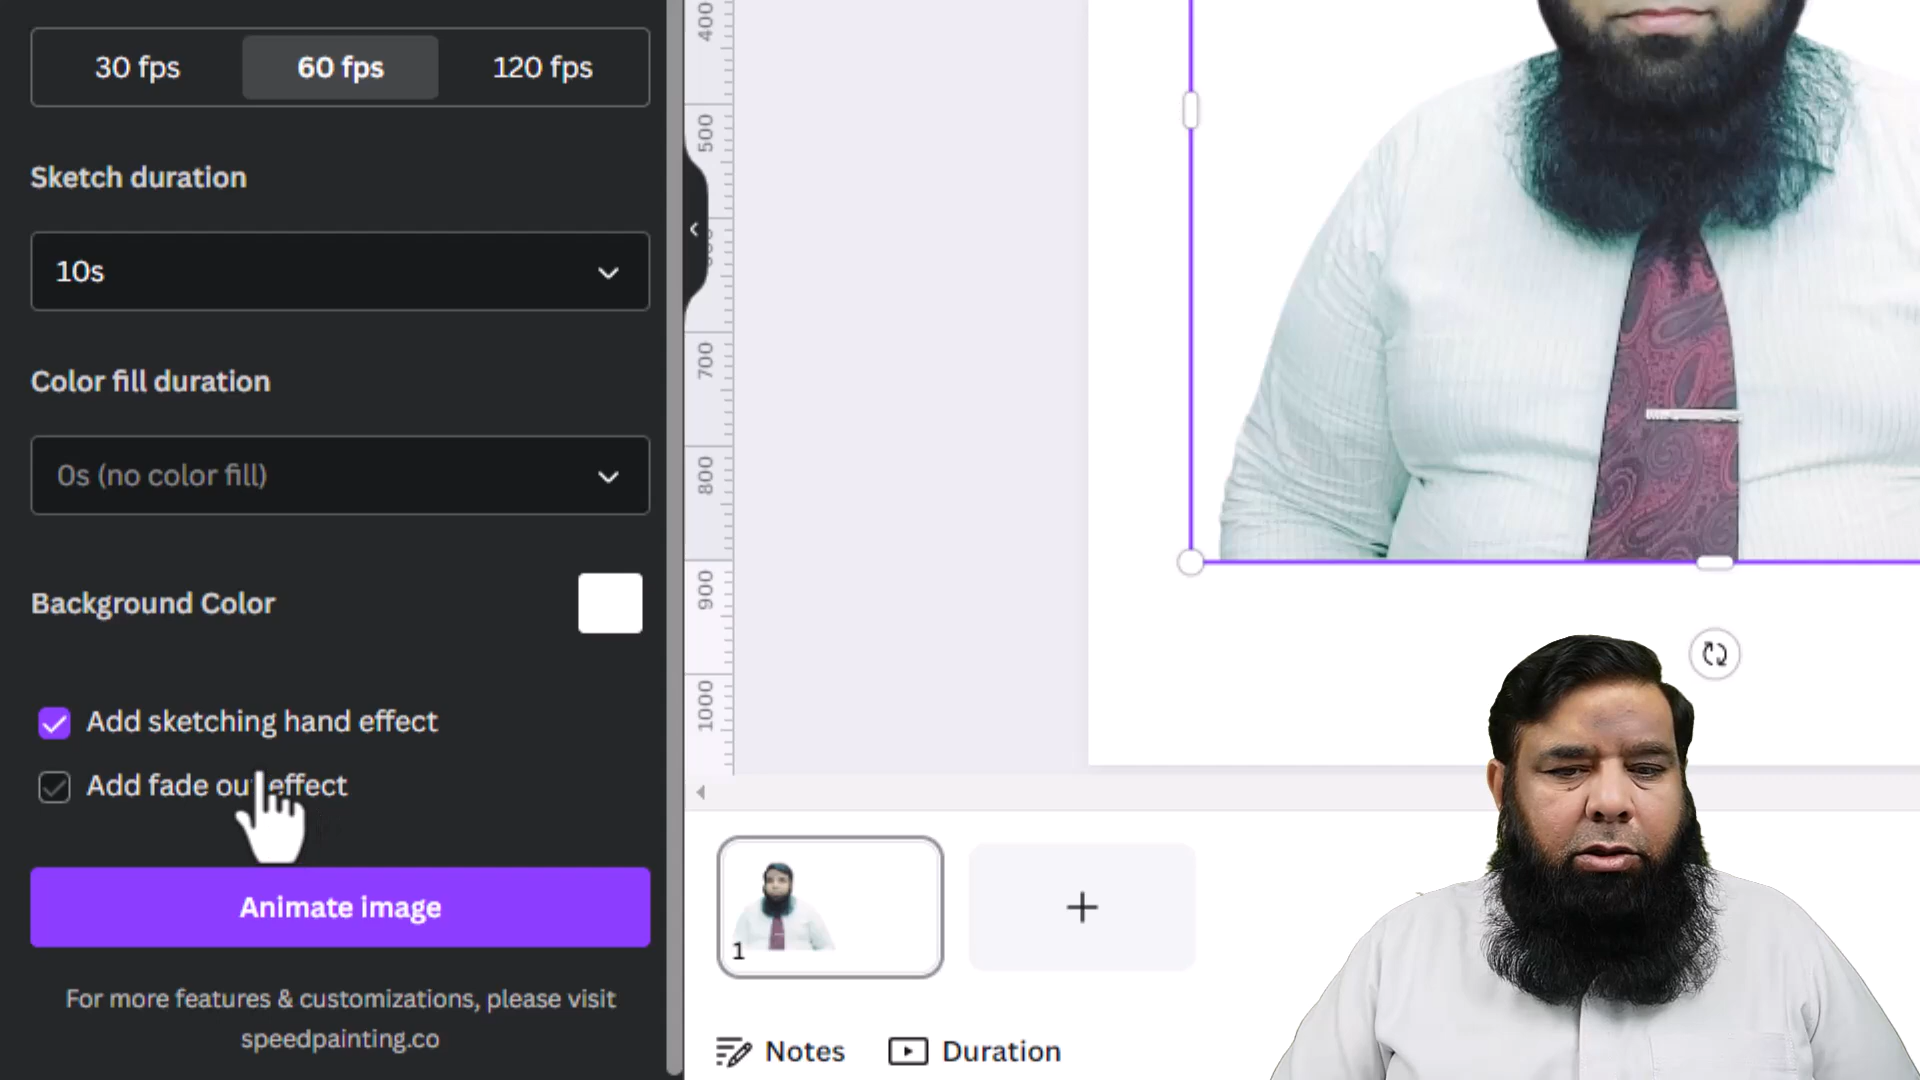 30 fps 60 fps 120 fps
Sketch duration
10s
Color fill duration
0s (no color fill)
Background Color
Add sketching hand effect
Add fade out effect
Animate image
For more features & customizations, please visit
speedpainting.co
400
500
700
800
900
1000
1
Notes Duration